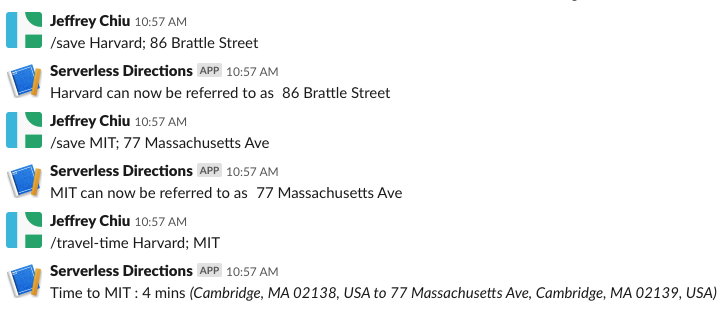 Jeffrey Chiu 10:57 AM
/save Harvard; 86 Brattle Street
Serverless Directions APP 10:57 AM
Harvard can now be referred to as  86 Brattle Street
Jeffrey Chiu 10:57 AM
/save MIT; 77 Massachusetts Ave
Serverless Directions APP 10:57 AM
MIT can now be referred to as  77 Massachusetts Ave
Jeffrey Chiu 10:57 AM
/travel-time Harvard; MIT
Serverless Directions APP 10:57 AM
Time to MIT : 4 mins (Cambridge, MA 02138, USA to 77 Massachusetts Ave, Cambridge, MA 02139, USA)